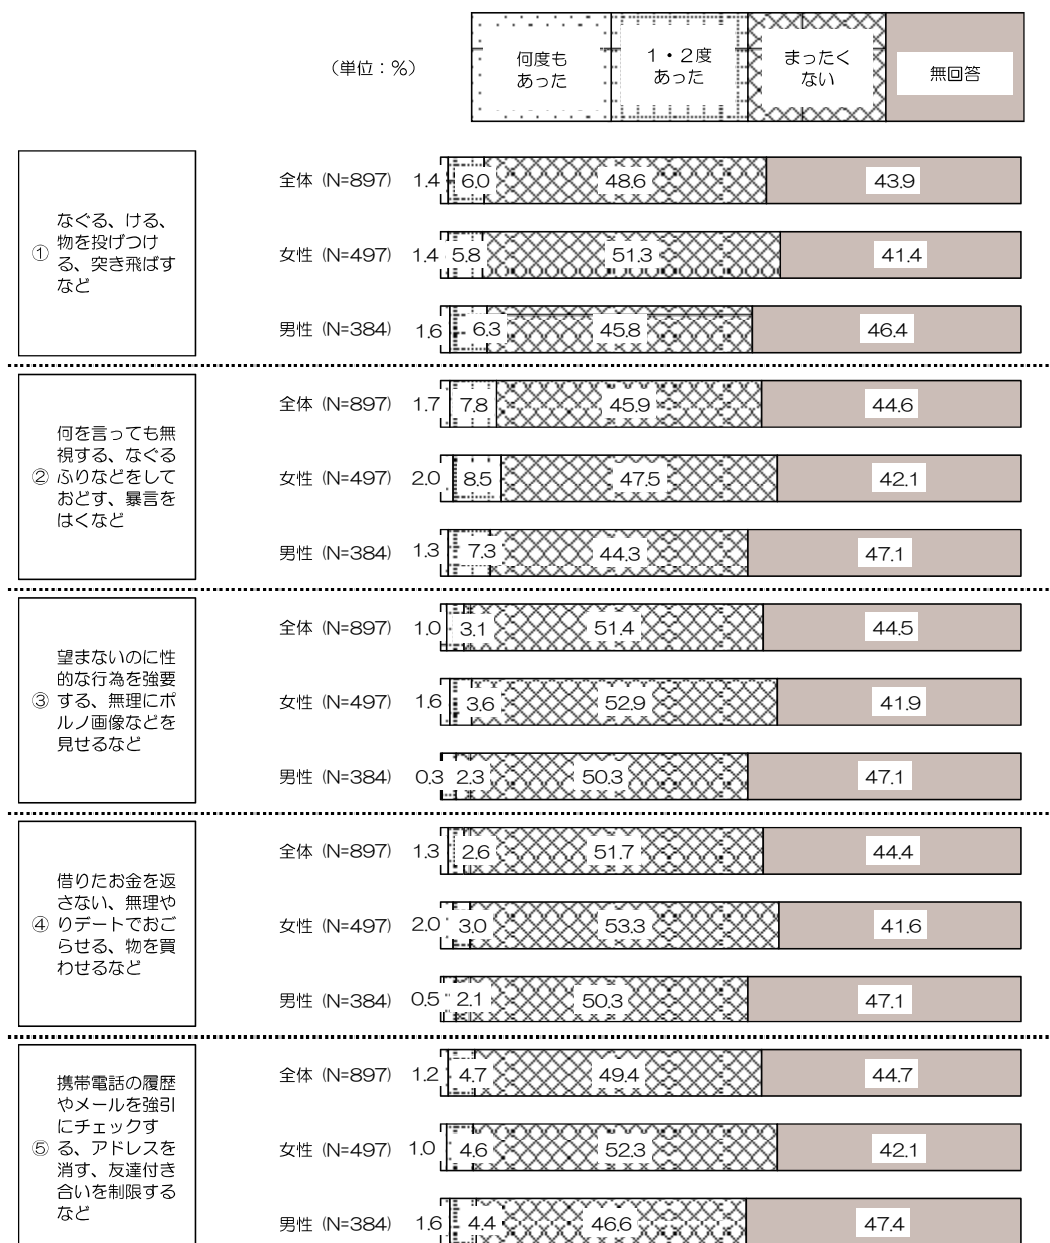 （単位：％）
何度も
あった
１・２度
あった
まったく
ない
無回答
①
なぐる、ける、
物を投げつけ
る、突き飛ばす
など
全体 (N=897) 1.4 6.0 48.6 43.9
女性 (N=497) 1.4 5.8 51.3 41.4
男性 (N=384) 1.6 6.3 45.8 46.4
②
何を言っても無
視する、なぐる
ふりなどをして
おどす、暴言を
はくなど
全体 (N=897) 1.7 7.8 45.9 44.6
女性 (N=497) 2.0 8.5 47.5 42.1
男性 (N=384) 1.3 7.3 44.3 47.1
③
望まないのに性
的な行為を強要
する、無理にポ
ルノ画像などを
見せるなど
全体 (N=897) 1.0 3.1 51.4 44.5
女性 (N=497) 1.6 3.6 52.9 41.9
男性 (N=384) 0.3 2.3 50.3 47.1
④
借りたお金を返
さない、無理や
りデートでおご
らせる、物を買
わせるなど
全体 (N=897) 1.3 2.6 51.7 44.4
女性 (N=497) 2.0 3.0 53.3 41.6
男性 (N=384) 0.5 2.1 50.3 47.1
⑤
携帯電話の履歴
やメールを強引
にチェックす
る、アドレスを
消す、友達付き
合いを制限する
など
全体 (N=897) 1.2 4.7 49.4 44.7
女性 (N=497) 1.0 4.6 52.3 42.1
男性 (N=384) 1.6 4.4 46.6 47.4